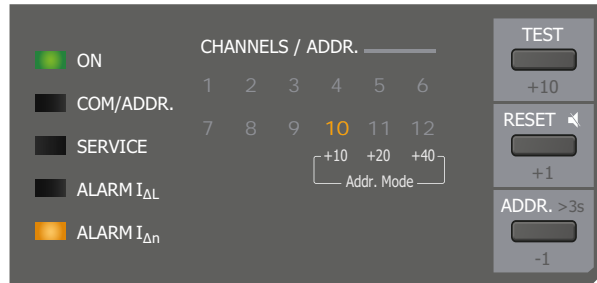 ON
COM/ADDR.
SERVICE
ALARM IΔL
ALARM IΔn
CHANNELS / ADDR.
1 2 3 4 5 6
7 8 9 10 11 12
+10 +20 +40
Addr. Mode
TEST
+10
RESET
+1
ADDR. >3s
-1